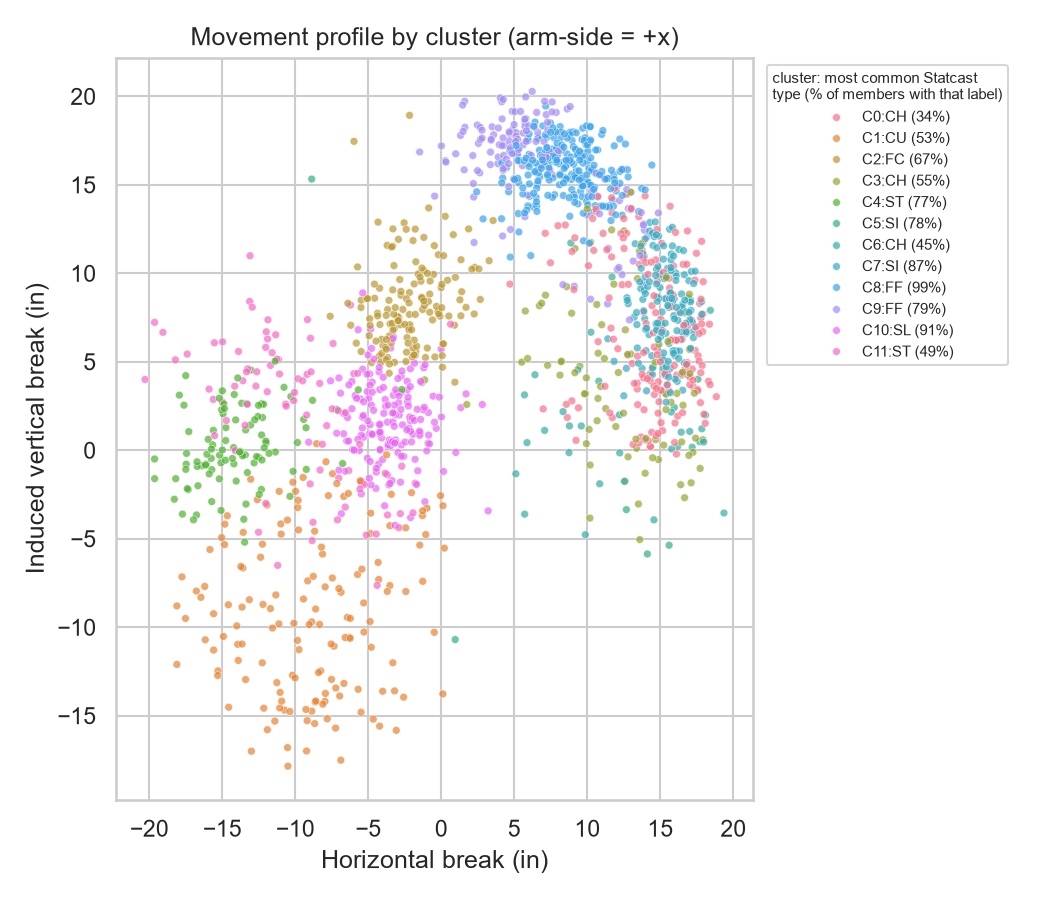 Movement profile by cluster (arm-side = +x)
cluster: most common Statcast
type (% of members with that label)
C0:CH (34%)
C1:CU (53%)
C2:FC (67%)
C3:CH (55%)
C4:ST (77%)
C5:SI (78%)
C6:CH (45%)
C7:SI (87%)
C8:FF (99%)
C9:FF (79%)
C10:SL (91%)
C11:ST (49%)
Induced vertical break (in)
20
15
10
5
0
−5
−10
−15
−20 −15 −10 −5 0 5 10 15 20
Horizontal break (in)